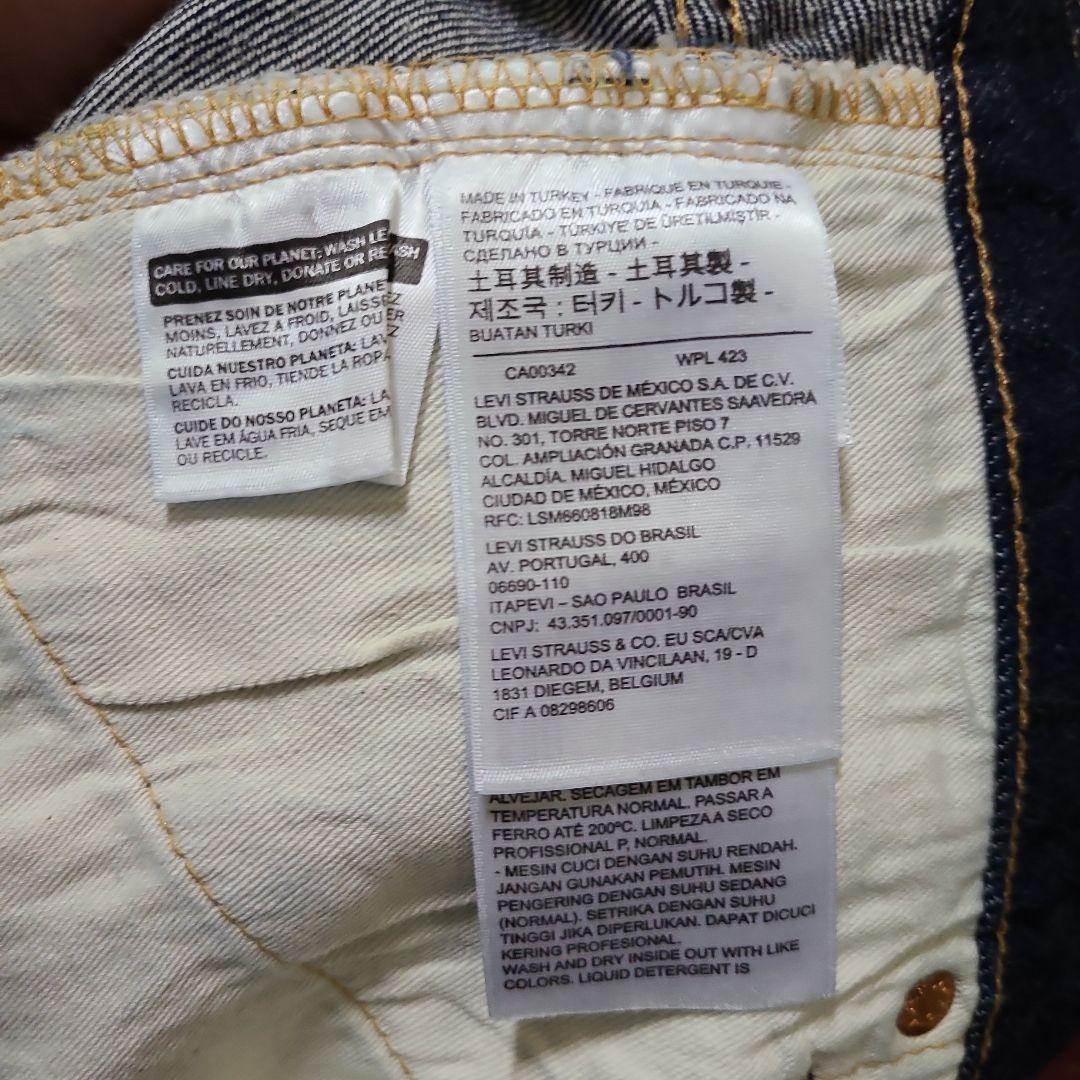 CARE FOR OUR PLANET: WASH LE
COLD, LINE DRY, DONATE OR RE
PRENEZ SOIN DE NOTRE PLANE
MOINS, LAVEZ A FROID, LAISSEZ
NATURELLEMENT, DONNEZ OU
CUIDA NUESTRO PLANETA: LAV
LAVA EN FRIO, TIENDE LA ROPA
RECICLA.
CUIDE DO NOSSO PLANETA: LA
LAVE EM ÁGUA FRIA, SEQUE EM
OU RECICLE.
MADE IN TURKEY - FABRIQUE EN TURQUIE -
FABRICADO EN TURQUIA - FABRICADO NA
TURQUIA - TÜRKIYE DE ÜRETILMIŞTIR -
СДЕЛАНО В ТУРЦИИ -
土耳其制造 - 土耳其製 -
제조국 : 터키 - トルコ製 -
BUATAN TURKI
CA00342 WPL 423
LEVI STRAUSS DE MÉXICO S.A. DE C.V.
BLVD. MIGUEL DE CERVANTES SAAVEDRA
NO. 301, TORRE NORTE PISO 7
COL. AMPLIACIÓN GRANADA C.P. 11529
ALCALDÍA. MIGUEL HIDALGO
CIUDAD DE MÉXICO, MÉXICO
RFC: LSM660818M98
LEVI STRAUSS DO BRASIL
AV. PORTUGAL, 400
06690-110
ITAPEVI – SAO PAULO BRASIL
CNPJ: 43.351.097/0001-90
LEVI STRAUSS & CO. EU SCA/CVA
LEONARDO DA VINCILAAN, 19 - D
1831 DIEGEM, BELGIUM
CIF A 08298606
ALVEJAR. SECAGEM EM TAMBOR EM
TEMPERATURA NORMAL. PASSAR A
FERRO ATÉ 200ºC. LIMPEZA A SECO
PROFISSIONAL P, NORMAL.
- MESIN CUCI DENGAN SUHU RENDAH.
JANGAN GUNAKAN PEMUTIH. MESIN
PENGERING DENGAN SUHU SEDANG
(NORMAL). SETRIKA DENGAN SUHU
TINGGI JIKA DIPERLUKAN. DAPAT DICUCI
KERING PROFESIONAL.
WASH AND DRY INSIDE OUT WITH LIKE
COLORS. LIQUID DETERGENT IS